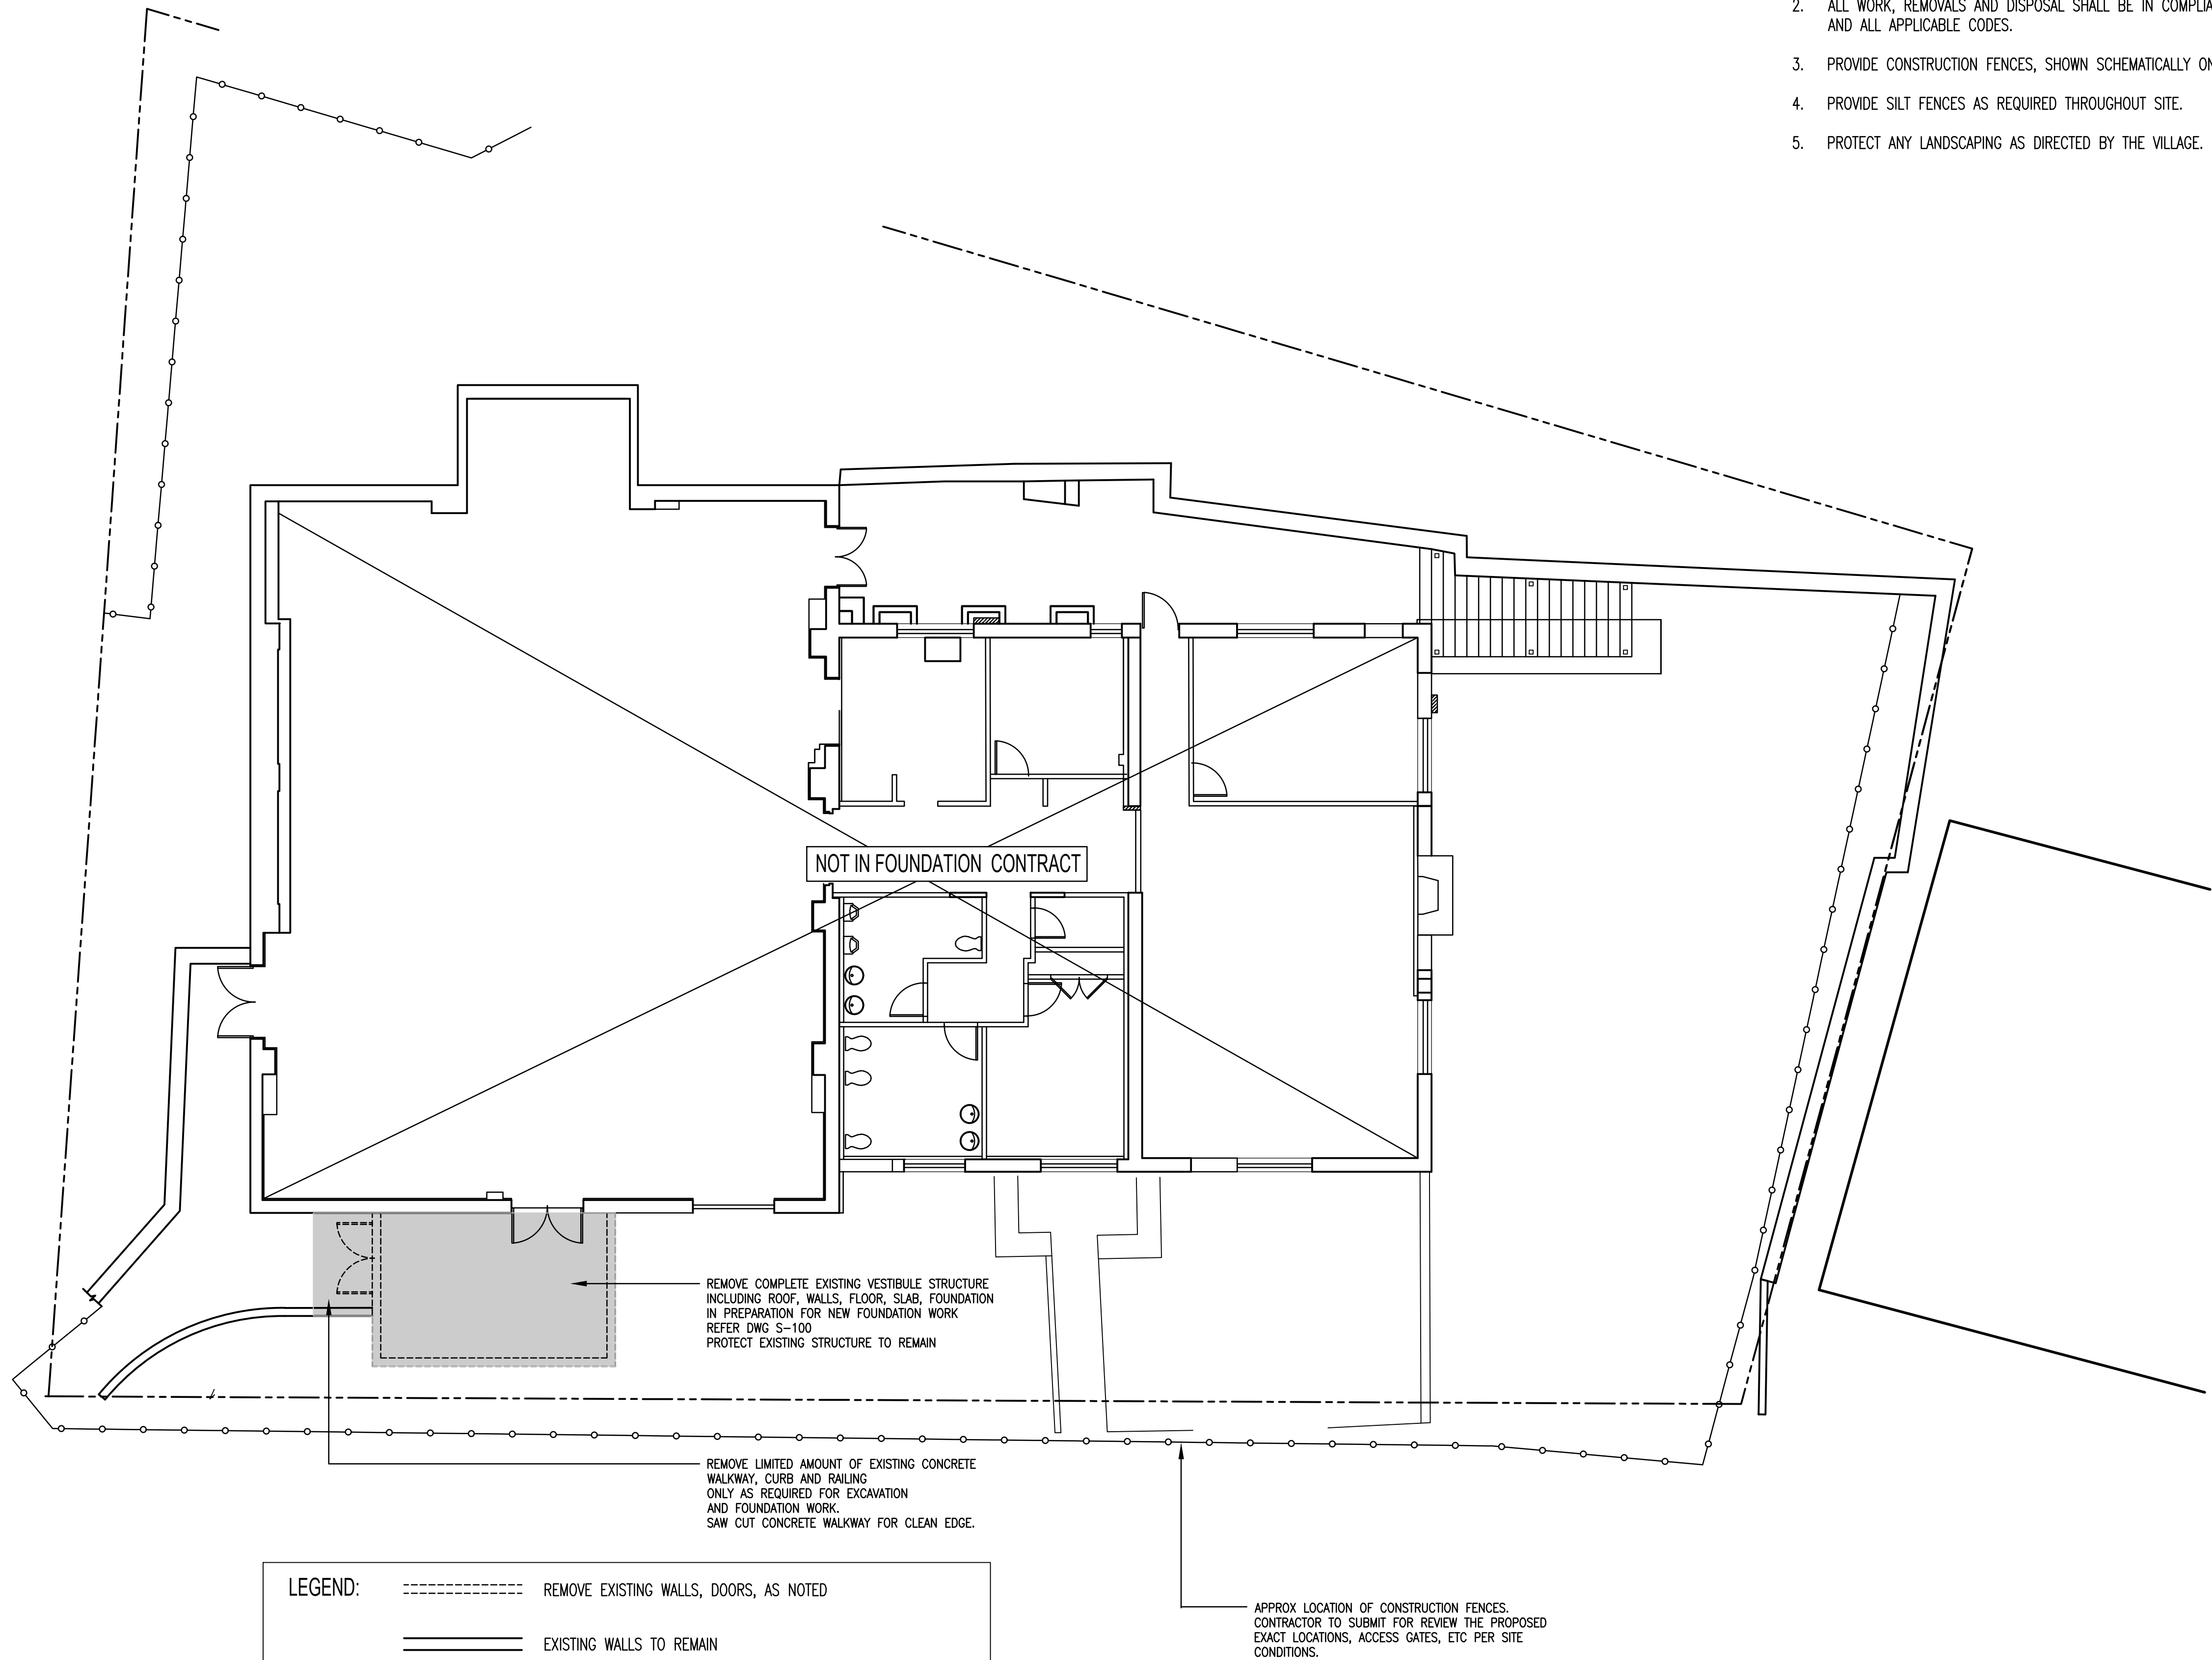 2. ALL WORK, REMOVALS AND DISPOSAL SHALL BE IN
AND ALL APPLICABLE CODES.
3. PROVIDE CONSTRUCTION FENCES, SHOWN SCHEMATICALLY
4. PROVIDE SILT FENCES AS REQUIRED THROUGHOUT SITE.
5. PROTECT ANY LANDSCAPING AS DIRECTED BY THE VILLAGE.
NOT IN FOUNDATION CONTRACT
REMOVE COMPLETE EXISTING VESTIBULE STRUCTURE
INCLUDING ROOF, WALLS, FLOOR, SLAB, FOUNDATION
IN PREPARATION FOR NEW FOUNDATION WORK
REFER DWG S-100
PROTECT EXISTING STRUCTURE TO REMAIN
REMOVE LIMITED AMOUNT OF EXISTING CONCRETE
WALKWAY, CURB AND RAILING
ONLY AS REQUIRED FOR EXCAVATION
AND FOUNDATION WORK.
SAW CUT CONCRETE WALKWAY FOR CLEAN EDGE.
LEGEND:
REMOVE EXISTING WALLS, DOORS, AS NOTED
EXISTING WALLS TO REMAIN
APPROX LOCATION OF CONSTRUCTION FENCES.
CONTRACTOR TO SUBMIT FOR REVIEW THE PROPOSED
EXACT LOCATIONS, ACCESS GATES, ETC PER SITE
CONDITIONS.